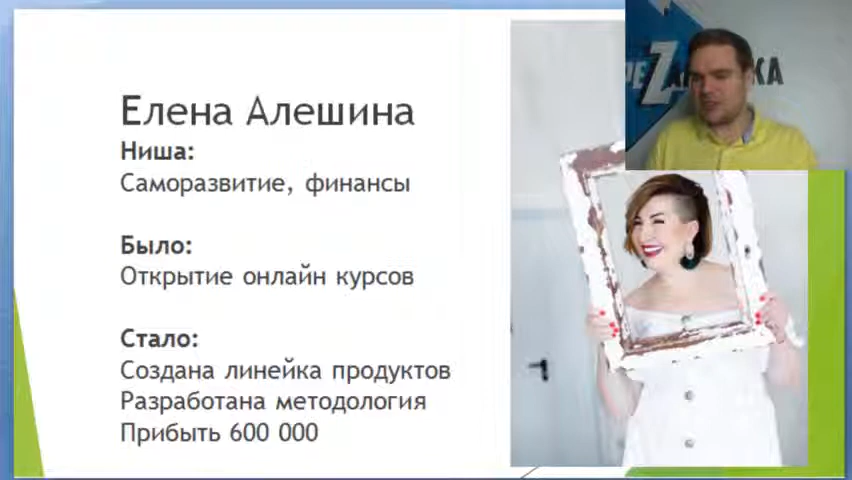 Елена Алешина
Ниша:
Саморазвитие, финансы
Было:
Открытие онлайн курсов
Стало:
Создана линейка продуктов
Разработана методология
Прибыть 600 000